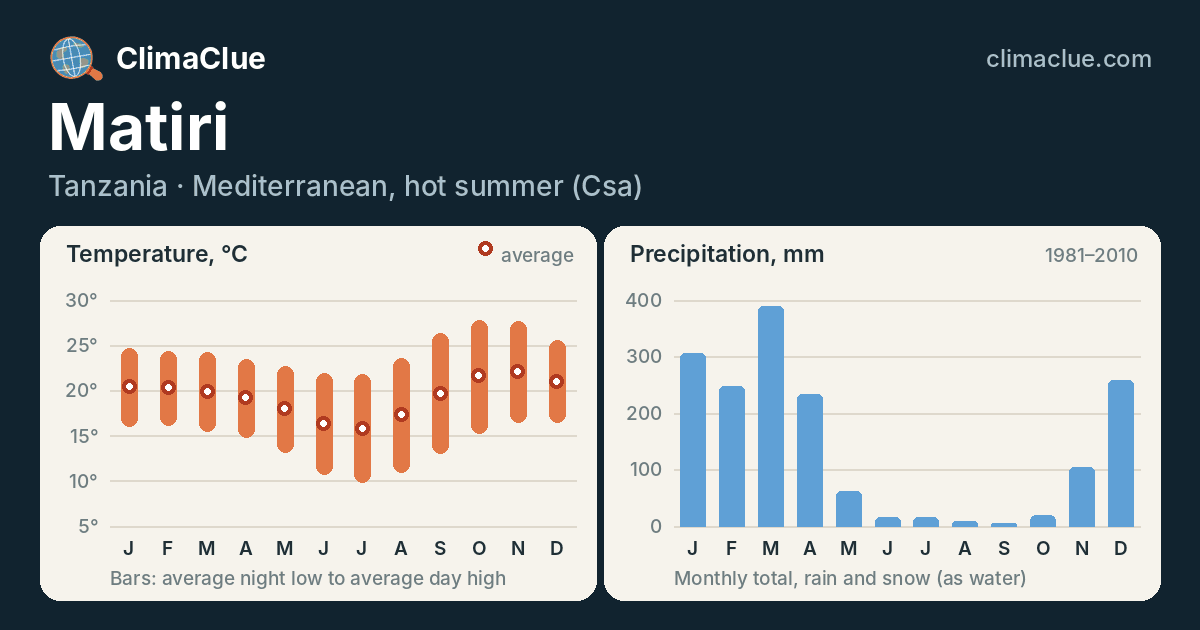 ClimaClue
climaclue.com
Matiri
Tanzania · Mediterranean, hot summer (Csa)
Temperature, °C
average
30°
25°
20°
15°
10°
5°
J F M A M J J A S O N D
Bars: average night low to average day high
Precipitation, mm
1981–2010
400
300
200
100
0
J F M A M J J A S O N D
Monthly total, rain and snow (as water)